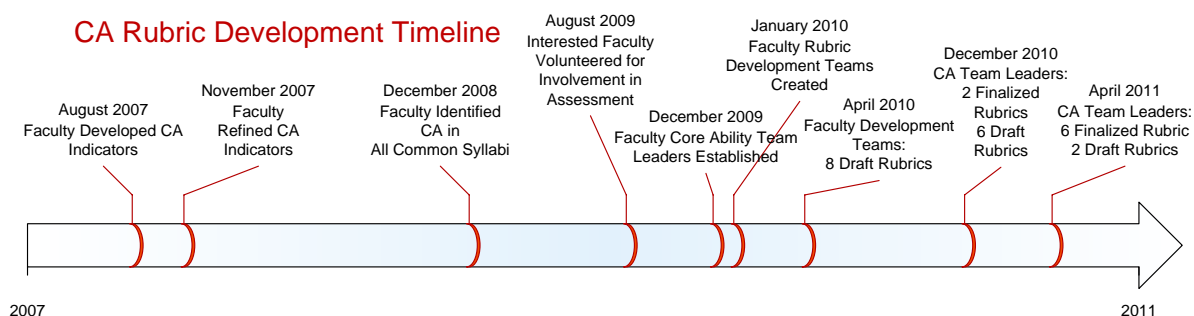 CA Rubric Development Timeline
August 2007
Faculty Developed CA
Indicators
November 2007
Faculty
Refined CA
Indicators
December 2008
Faculty Identified
CA in
All Common Syllabi
August 2009
Interested Faculty
Volunteered for
Involvement in
Assessment
December 2009
Faculty Core Ability Team
Leaders Established
January 2010
Faculty Rubric
Development Teams
Created
April 2010
Faculty Development
Teams:
8 Draft Rubrics
December 2010
CA Team Leaders:
2 Finalized
Rubrics
6 Draft
Rubrics
April 2011
CA Team Leaders:
6 Finalized Rubric
2 Draft Rubrics
2007
2011